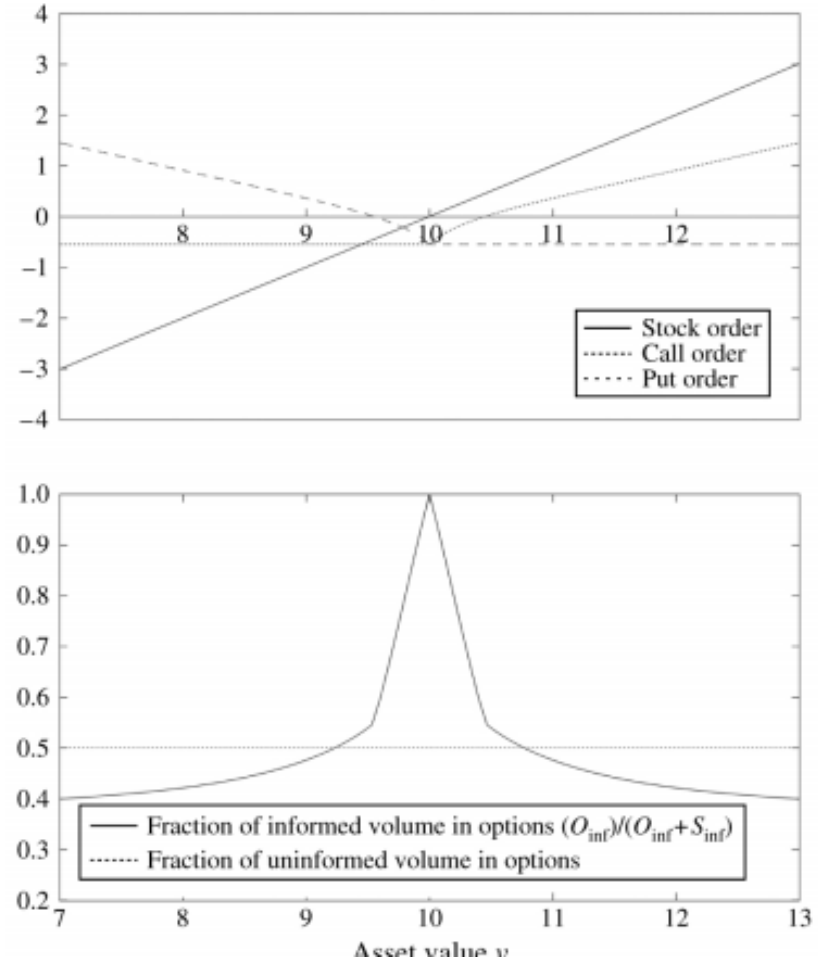 4
3
2
1
0
8 9 10 11 12
−1
−2
−3
−4
Stock order
Call order
Put order
1.0
0.9
0.8
0.7
0.6
0.5
0.4
0.3
0.2
Fraction of informed volume in options (Oinf)/(Oinf+Sinf)
Fraction of uninformed volume in options
7 8 9 10 11 12 13
Asset value v